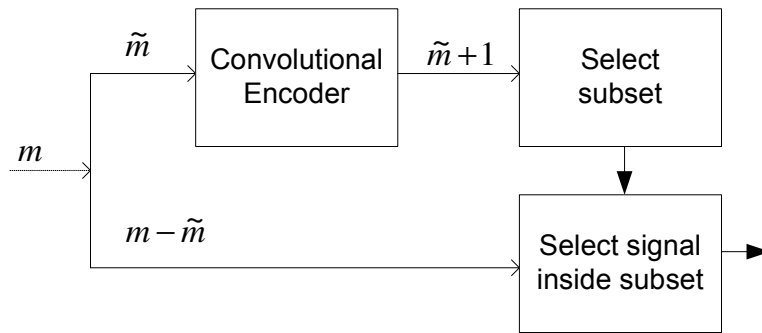 m̃
Convolutional
Encoder
m̃ + 1
Select
subset
m
m − m̃
Select signal
inside subset